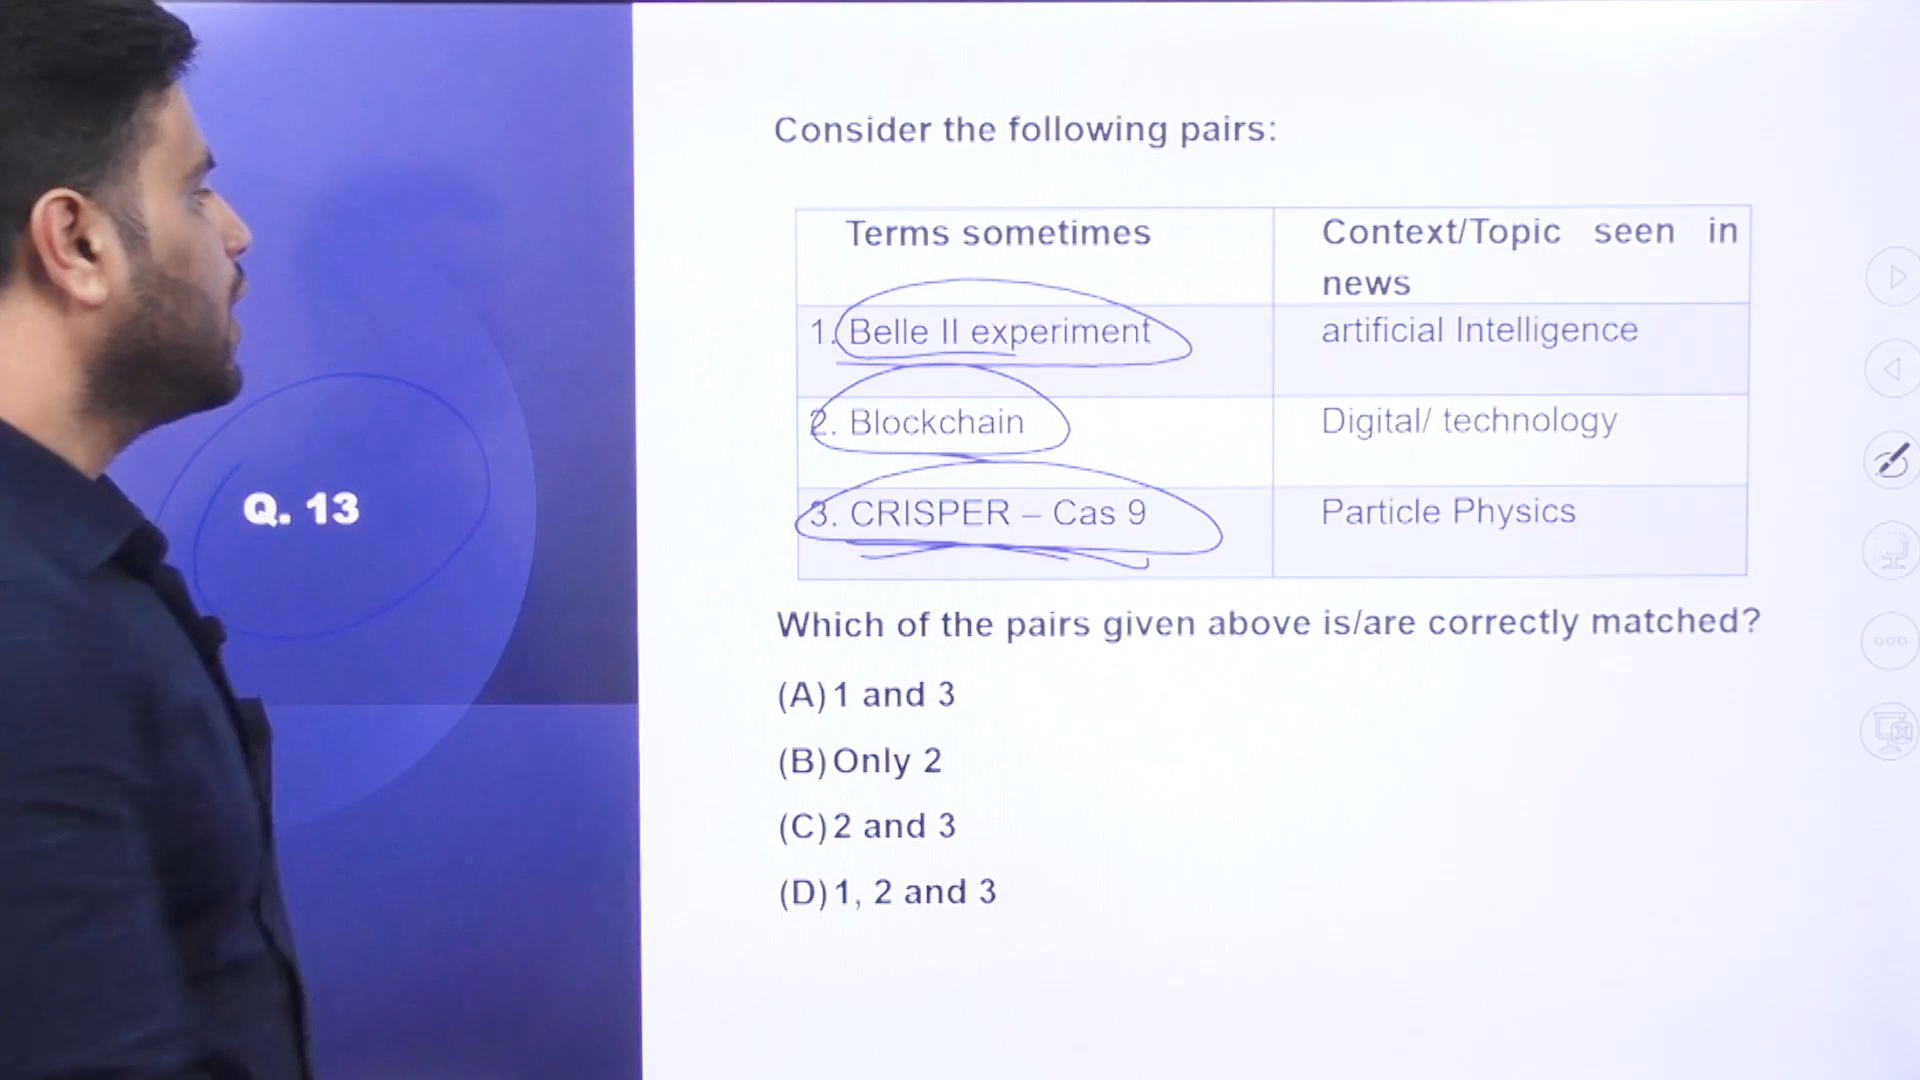 Q. 13
Consider the following pairs:
Terms sometimes
Context/Topic seen in
news
1. Belle II experiment
artificial Intelligence
2. Blockchain
Digital/ technology
3. CRISPER – Cas 9
Particle Physics
Which of the pairs given above is/are correctly matched?
(A) 1 and 3
(B) Only 2
(C) 2 and 3
(D) 1, 2 and 3